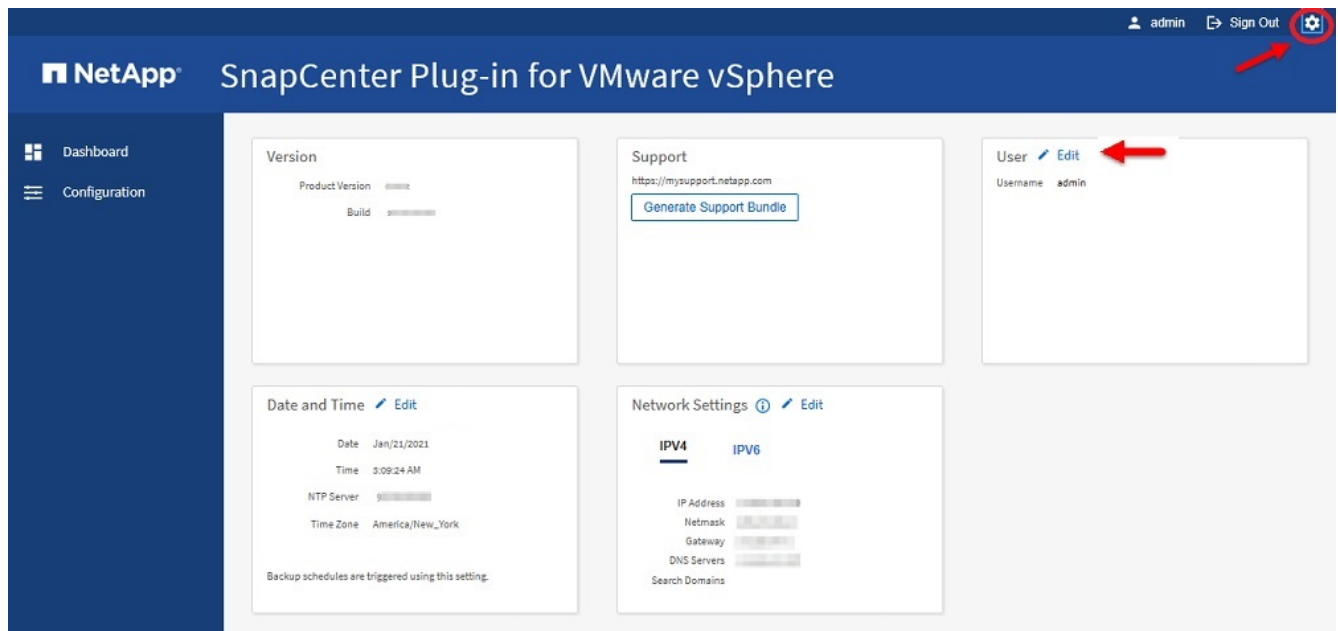 admin Sign Out
NetApp® SnapCenter Plug-in for VMware vSphere
Dashboard
Configuration
Version
Product Version
Build
Support
https://mysupport.netapp.com
Generate Support Bundle
User Edit
Username admin
Date and Time Edit
Date Jan/21/2021
Time 3:09:24 AM
NTP Server
Time Zone America/New_York
Backup schedules are triggered using this setting.
Network Settings Edit
IPV4 IPV6
IP Address
Netmask
Gateway
DNS Servers
Search Domains